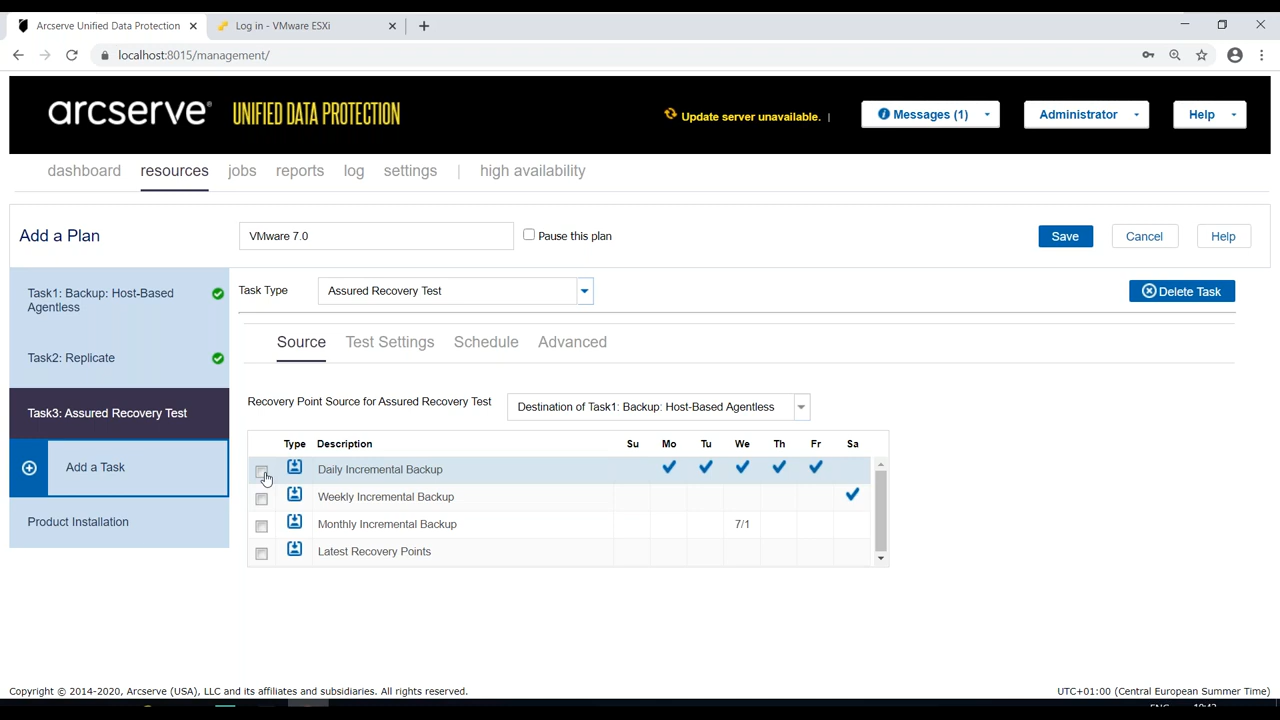 Arcserve Unified Data Protection
Log in - VMware ESXi
localhost:8015/management/
arcserve® UNIFIED DATA PROTECTION
Update server unavailable. |
Messages (1)
Administrator
Help
dashboard resources jobs reports log settings | high availability
Add a Plan
VMware 7.0
Pause this plan
Save
Cancel
Help
Task1: Backup: Host-Based
Agentless
Task2: Replicate
Task3: Assured Recovery Test
Add a Task
Product Installation
Task Type
Assured Recovery Test
Delete Task
Source Test Settings Schedule Advanced
Recovery Point Source for Assured Recovery Test
Destination of Task1: Backup: Host-Based Agentless
Type Description Su Mo Tu We Th Fr Sa
Daily Incremental Backup
Weekly Incremental Backup
Monthly Incremental Backup 7/1
Latest Recovery Points
Copyright © 2014-2020, Arcserve (USA), LLC and its affiliates and subsidiaries. All rights reserved.
UTC+01:00 (Central European Summer Time)